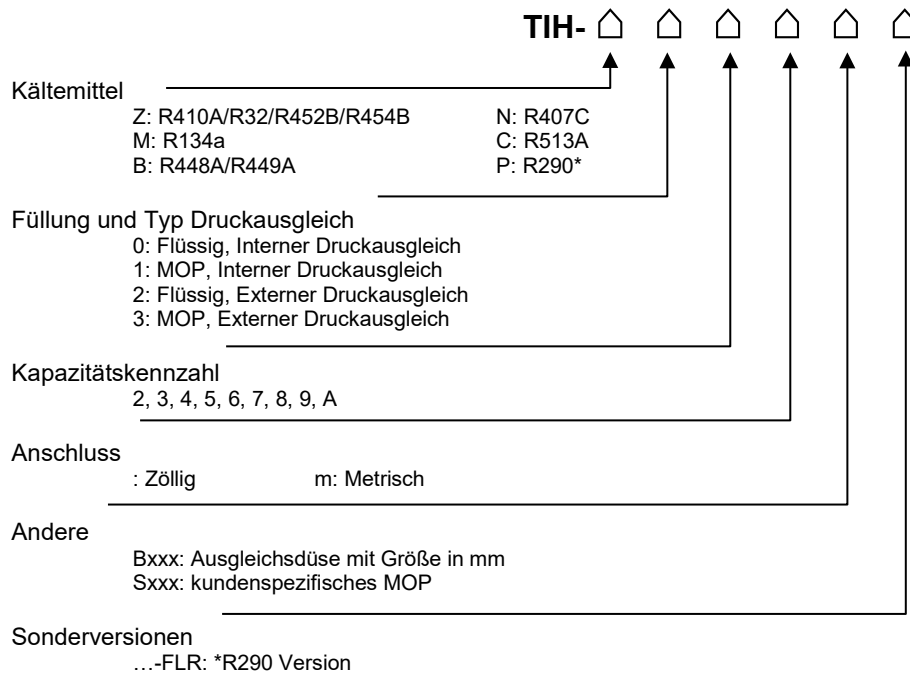 TIH-
Kältemittel
Z: R410A/R32/R452B/R454B N: R407C
M: R134a C: R513A
B: R448A/R449A P: R290*
Füllung und Typ Druckausgleich
0: Flüssig, Interner Druckausgleich
1: MOP, Interner Druckausgleich
2: Flüssig, Externer Druckausgleich
3: MOP, Externer Druckausgleich
Kapazitätskennzahl
2, 3, 4, 5, 6, 7, 8, 9, A
Anschluss
: Zöllig m: Metrisch
Andere
Bxxx: Ausgleichsdüse mit Größe in mm
Sxxx: kundenspezifisches MOP
Sonderversionen
…-FLR: *R290 Version